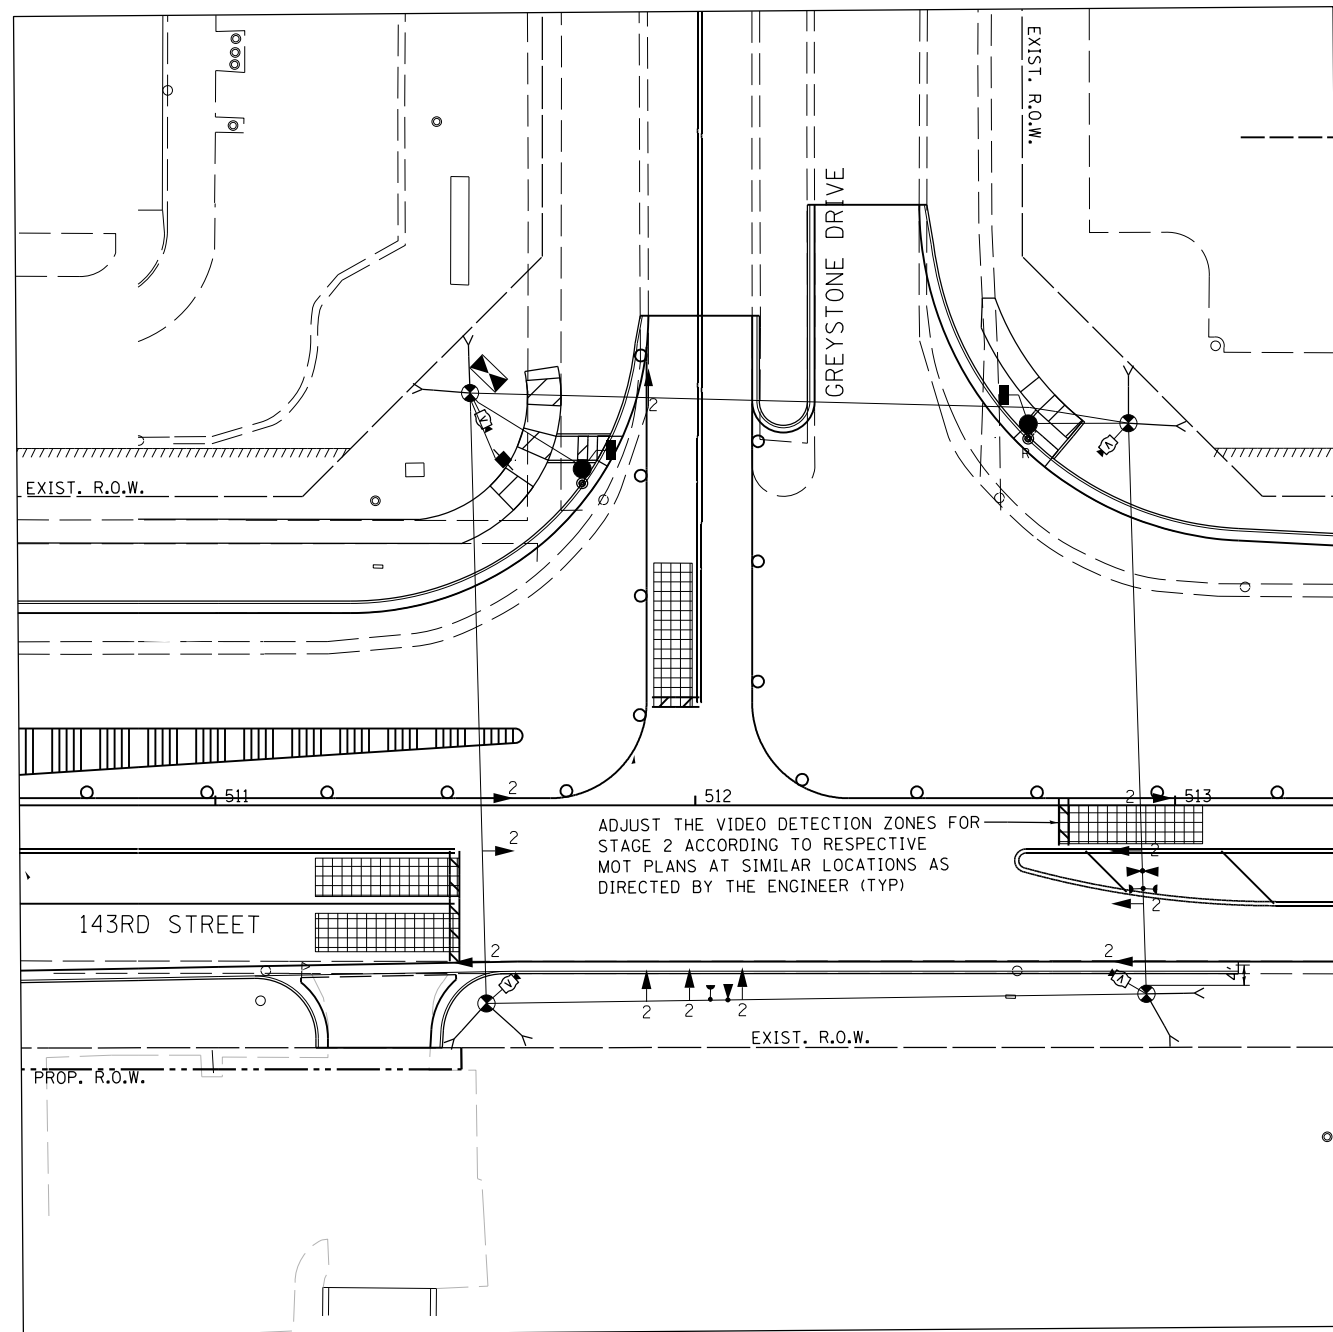 EXIST. R.O.W.
GREYSTONE DRIVE
2
R
V
V
EXIST. R.O.W.
2
511
512
2
513
2
ADJUST THE VIDEO DETECTION ZONES FOR
STAGE 2 ACCORDING TO RESPECTIVE
MOT PLANS AT SIMILAR LOCATIONS AS
DIRECTED BY THE ENGINEER (TYP)
2
2
143RD STREET
2
2
V
V
4'
2
2
2
EXIST. R.O.W.
PROP. R.O.W.